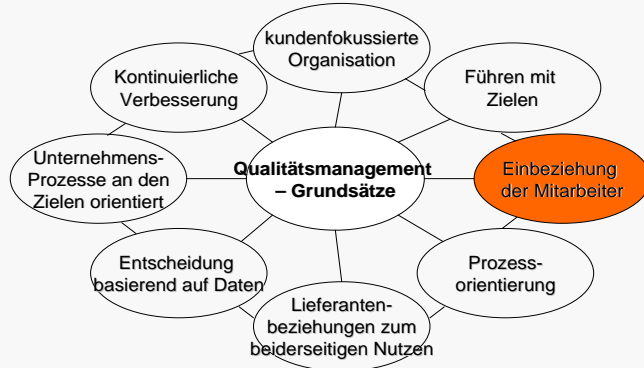 kundenfokussierte
Organisation
Kontinuierliche
Verbesserung
Führen mit
Zielen
Unternehmens-
Prozesse an den
Zielen orientiert
Qualitätsmanagement
– Grundsätze
Einbeziehung
der Mitarbeiter
Entscheidung
basierend auf Daten
Prozess-
orientierung
Lieferanten-
beziehungen zum
beiderseitigen Nutzen